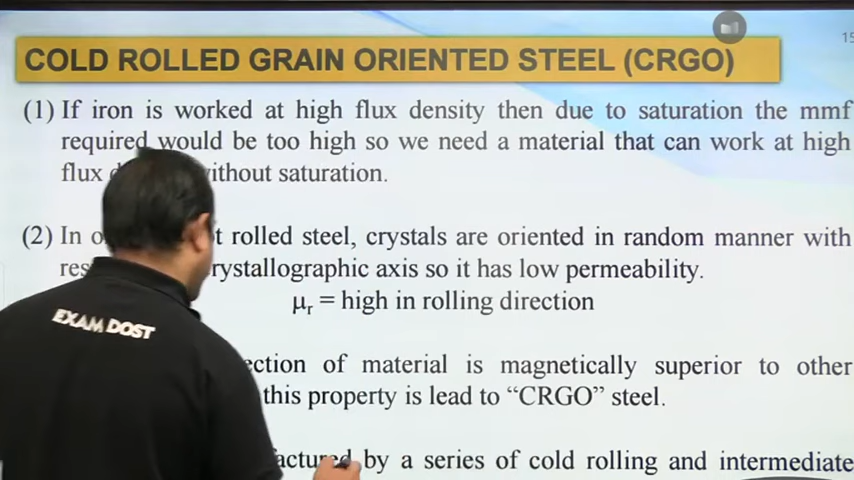 15
COLD ROLLED GRAIN ORIENTED STEEL (CRGO)
(1) If iron is worked at high flux density then due to saturation the mmf
required would be too high so we need a material that can work at high
flux without saturation.
(2) In rolled steel, crystals are oriented in random manner with
crystallographic axis so it has low permeability.
μr = high in rolling direction
of material is magnetically superior to other
this property is lead to “CRGO” steel.
by a series of cold rolling and intermediate
EXAM DOST